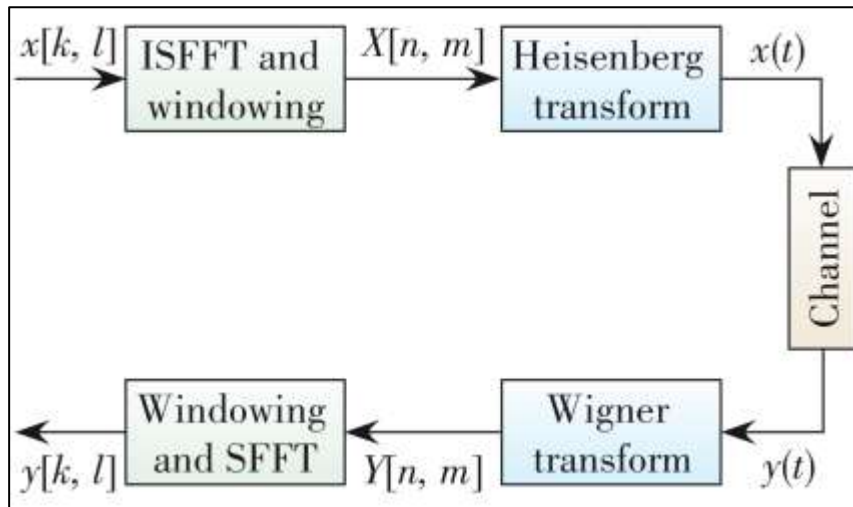 x[k, l]
ISFFT and
windowing
X[n, m]
Heisenberg
transform
x(t)
Channel
Windowing
and SFFT
y[k, l]
Y[n, m]
Wigner
transform
y(t)